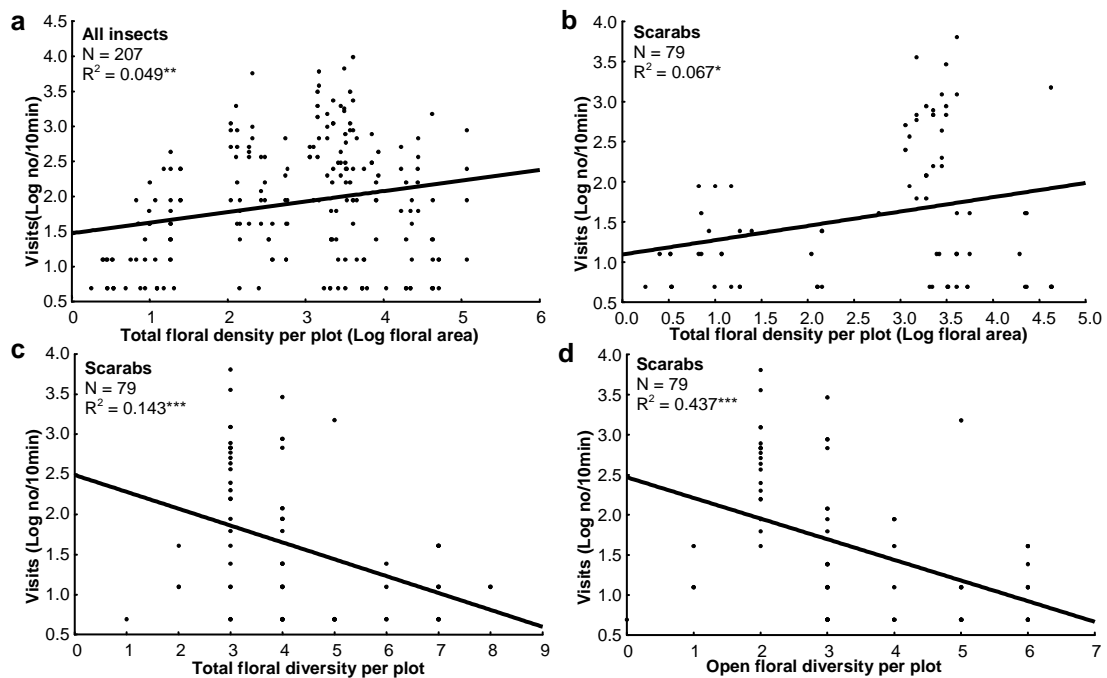 a
All insects
N = 207
R² = 0.049**
4.5
4.0
3.5
3.0
2.5
2.0
1.5
1.0
0.5
Visits(Log no/10min)
0 1 2 3 4 5 6
Total floral density per plot (Log floral area)
b
Scarabs
N = 79
R² = 0.067*
4.0
3.5
3.0
2.5
2.0
1.5
1.0
0.5
Visits (Log no/10min)
0.0 0.5 1.0 1.5 2.0 2.5 3.0 3.5 4.0 4.5 5.0
Total floral density per plot (Log floral area)
c
Scarabs
N = 79
R² = 0.143***
4.0
3.5
3.0
2.5
2.0
1.5
1.0
0.5
Visits (Log no/10min)
0 1 2 3 4 5 6 7 8 9
Total floral diversity per plot
d
Scarabs
N = 79
R² = 0.437***
4.0
3.5
3.0
2.5
2.0
1.5
1.0
0.5
Visits (Log no/10min)
0 1 2 3 4 5 6 7
Open floral diversity per plot